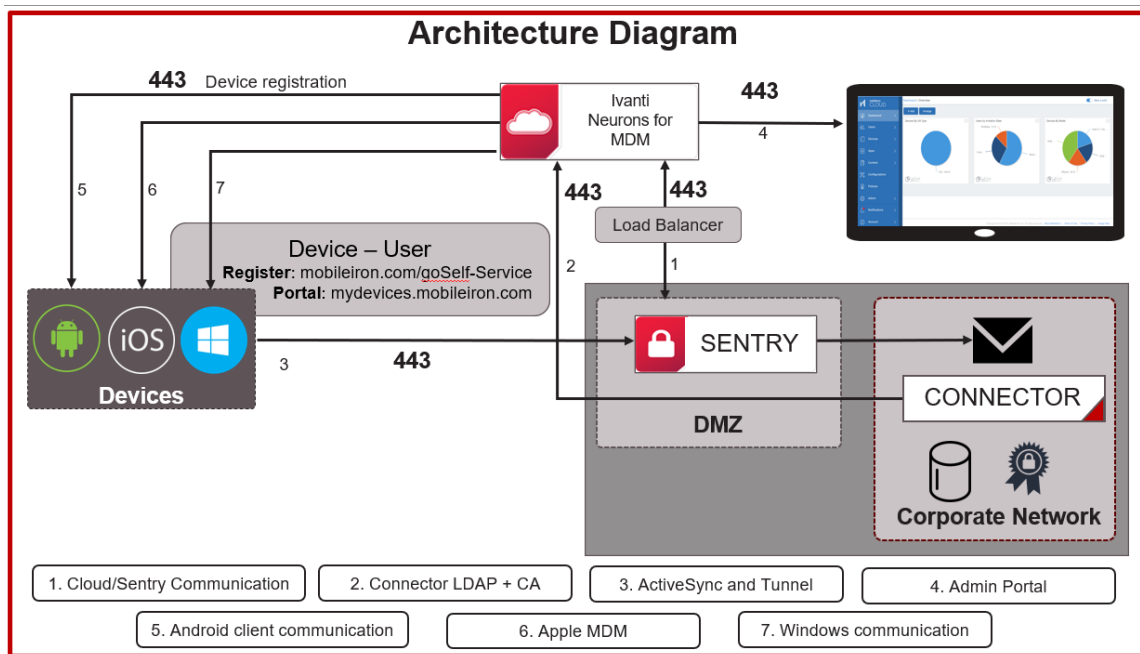 Architecture Diagram
443 Device registration
Ivanti
Neurons for
MDM
443
4
5
6
7
443
443
Load Balancer
2
1
Device – User
Register: mobileiron.com/goSelf-Service
Portal: mydevices.mobileiron.com
iOS
Devices
3
443
SENTRY
DMZ
CONNECTOR
Corporate Network
1. Cloud/Sentry Communication
2. Connector LDAP + CA
3. ActiveSync and Tunnel
4. Admin Portal
5. Android client communication
6. Apple MDM
7. Windows communication